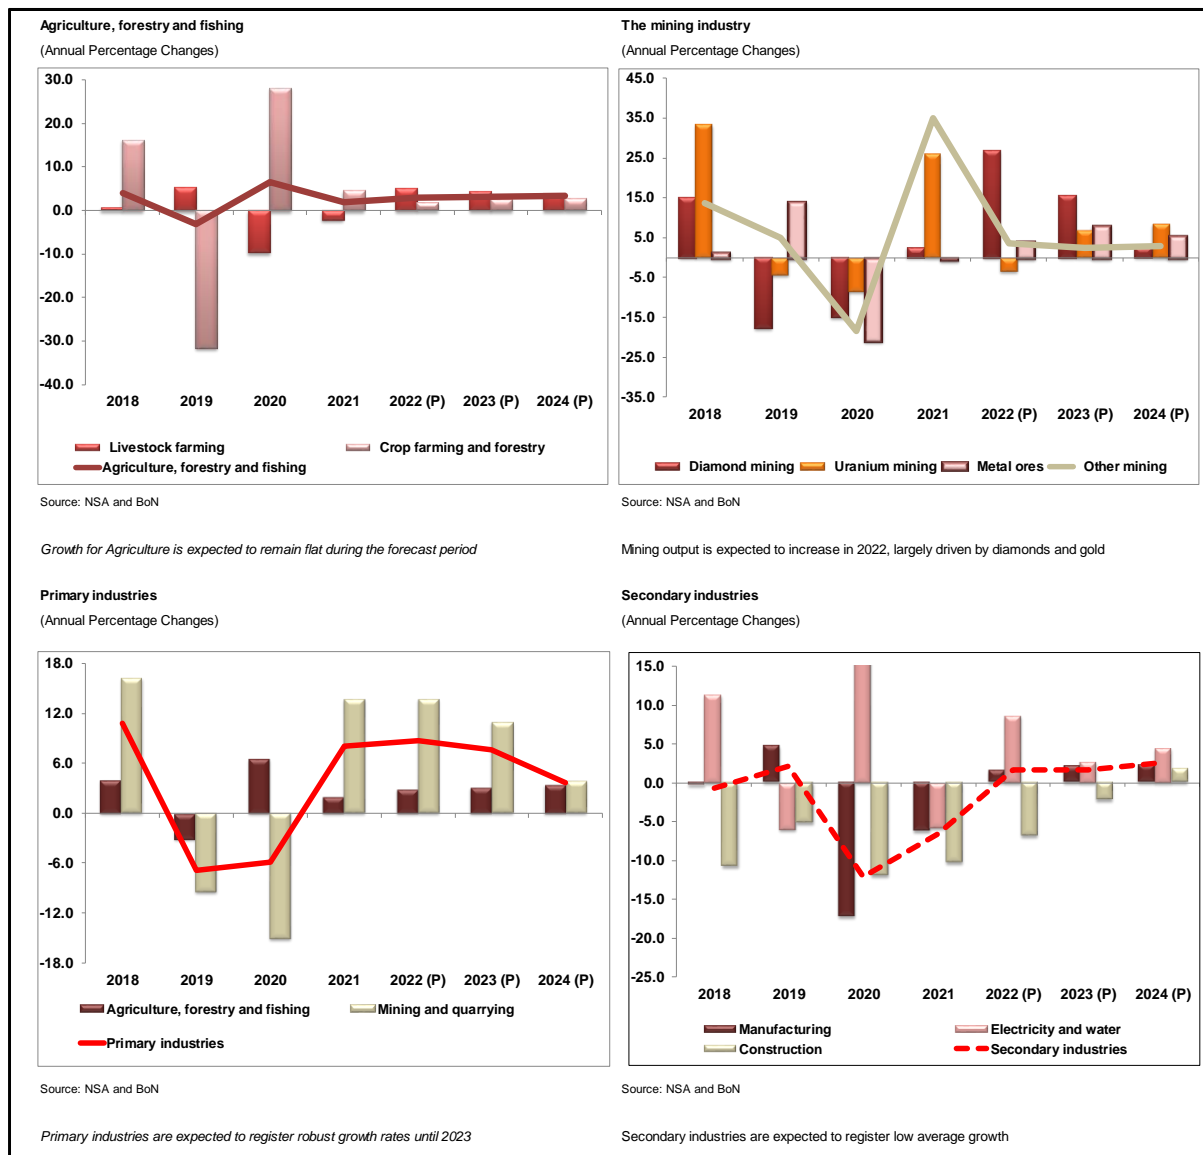 Agriculture, forestry and fishing
(Annual Percentage Changes)
30.0
20.0
10.0
0.0
-10.0
-20.0
-30.0
-40.0
2018 2019 2020 2021 2022 (P) 2023 (P) 2024 (P)
Livestock farming Crop farming and forestry
Agriculture, forestry and fishing
Source: NSA and BoN
Growth for Agriculture is expected to remain flat during the forecast period
The mining industry
(Annual Percentage Changes)
45.0
35.0
25.0
15.0
5.0
-5.0
-15.0
-25.0
-35.0
2018 2019 2020 2021 2022 (P) 2023 (P) 2024 (P)
Diamond mining Uranium mining Metal ores Other mining
Source: NSA and BoN
Mining output is expected to increase in 2022, largely driven by diamonds and gold
Primary industries
(Annual Percentage Changes)
18.0
12.0
6.0
0.0
-6.0
-12.0
-18.0
2018 2019 2020 2021 2022 (P) 2023 (P) 2024 (P)
Agriculture, forestry and fishing Mining and quarrying
Primary industries
Source: NSA and BoN
Primary industries are expected to register robust growth rates until 2023
Secondary industries
(Annual Percentage Changes)
15.0
10.0
5.0
0.0
-5.0
-10.0
-15.0
-20.0
-25.0
2018 2019 2020 2021 2022 (P) 2023 (P) 2024 (P)
Manufacturing Electricity and water
Construction Secondary industries
Source: NSA and BoN
Secondary industries are expected to register low average growth